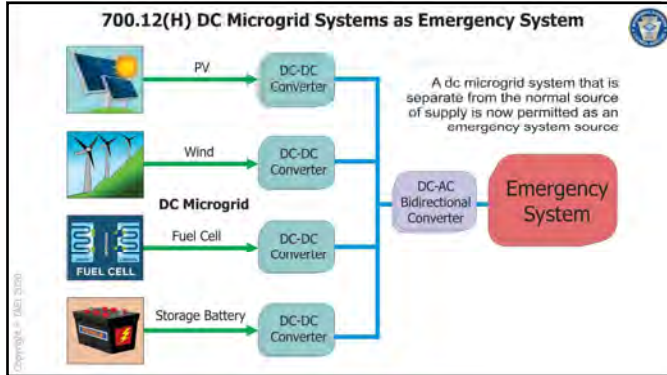 700.12(H) DC Microgrid Systems as Emergency System
PV
DC-DC
Converter
A dc microgrid system that is
separate from the normal source
of supply is now permitted as an
emergency system source
Wind
DC-DC
Converter
DC Microgrid
DC-AC
Bidirectional
Converter
Emergency
System
Fuel Cell
FUEL CELL
DC-DC
Converter
Storage Battery
DC-DC
Converter